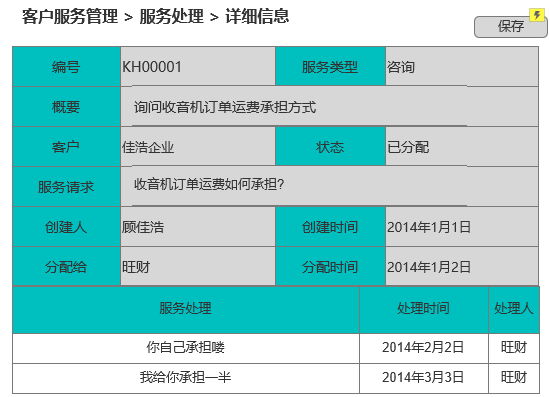 客户服务管理 > 服务处理 > 详细信息
保存
编号 KH00001 服务类型 咨询
概要 询问收音机订单运费承担方式
客户 佳浩企业 状态 已分配
服务请求 收音机订单运费如何承担?
创建人 顾佳浩 创建时间 2014年1月1日
分配给 旺财 分配时间 2014年1月2日
服务处理 处理时间 处理人
你自己承担喽 2014年2月2日 旺财
我给你承担一半 2014年3月3日 旺财